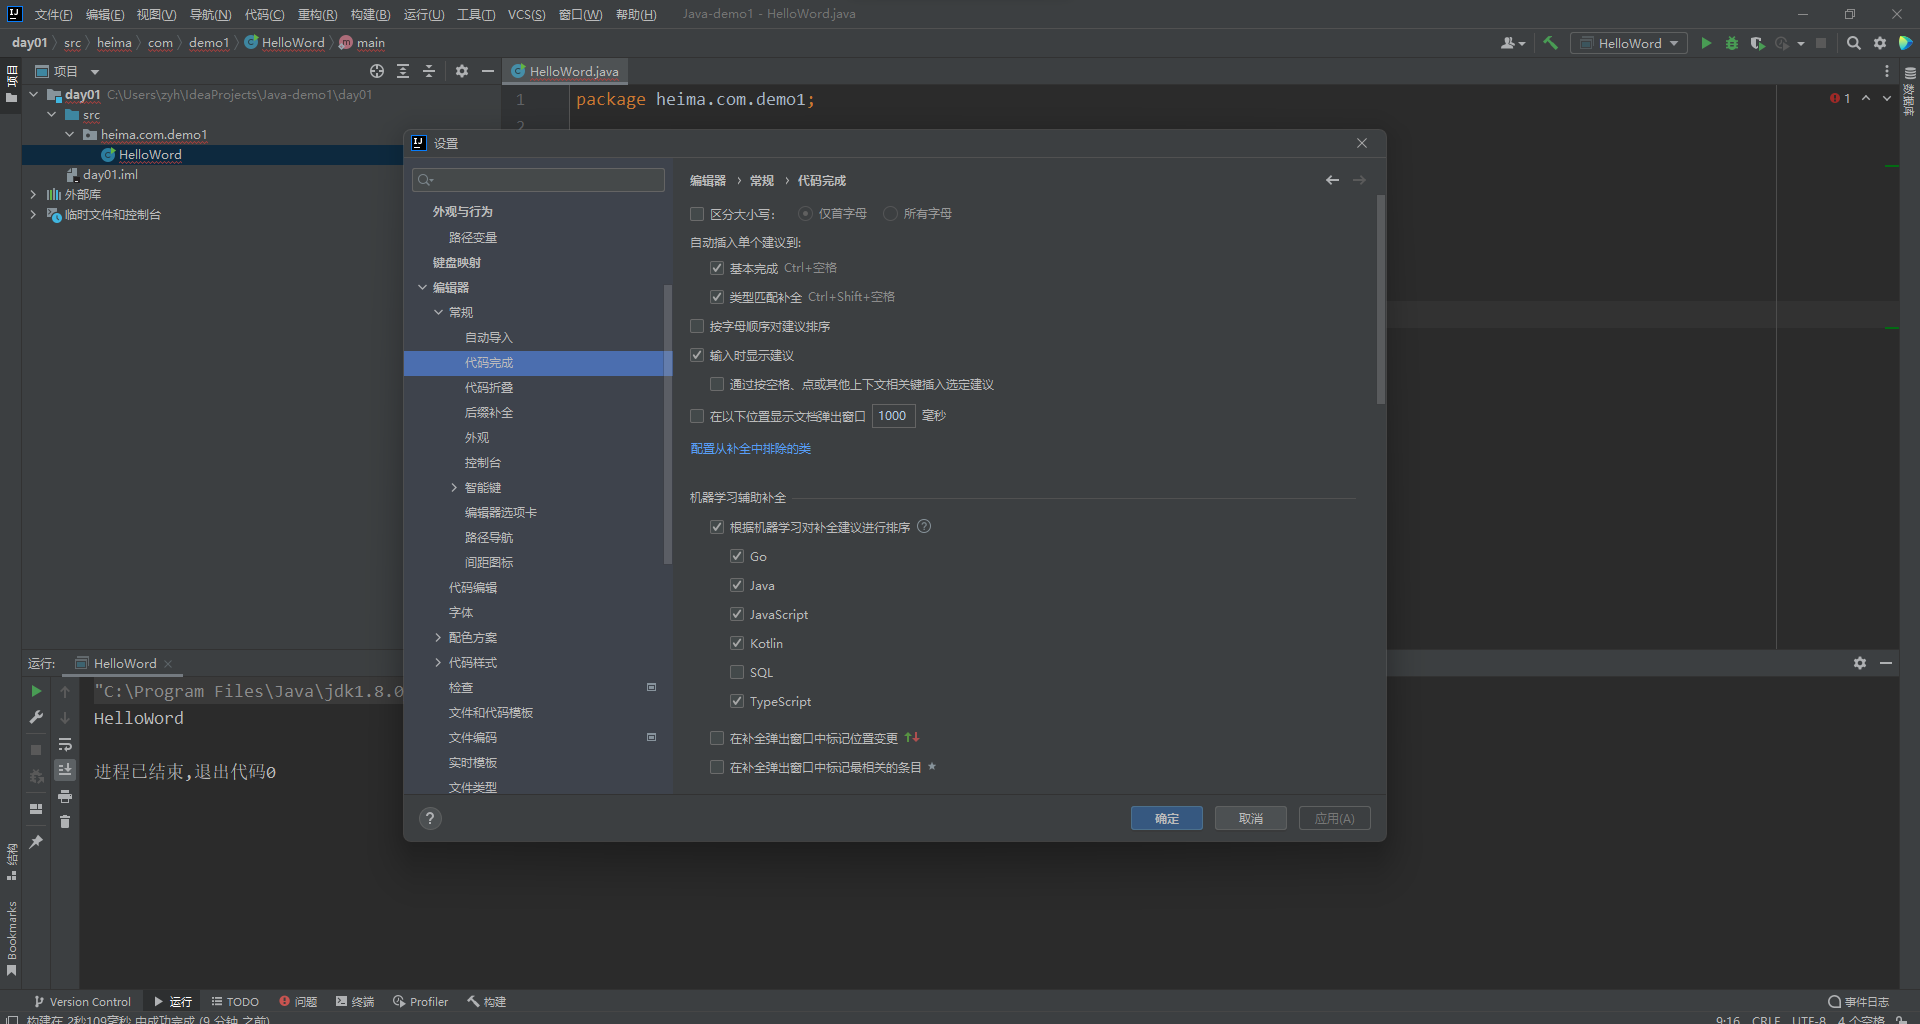 文件(F) 编辑(E) 视图(V) 导航(N) 代码(C) 重构(R) 构建(B) 运行(U) 工具(T) VCS(S) 窗口(W) 帮助(H) Java-demo1 - HelloWord.java
day01 src heima com demo1 HelloWord main
HelloWord
项目
项目
HelloWord.java
数据库
day01 C:\Users\zyh\IdeaProjects\Java-demo1\day01
src
heima.com.demo1
HelloWord
day01.iml
外部库
临时文件和控制台
1 package heima.com.demo1;
2
1
设置
外观与行为
路径变量
键盘映射
编辑器
常规
自动导入
代码完成
代码折叠
后缀补全
外观
控制台
智能键
编辑器选项卡
路径导航
间距图标
代码编辑
字体
配色方案
代码样式
检查
文件和代码模板
文件编码
实时模板
文件类型
编辑器 › 常规 › 代码完成
区分大小写: 仅首字母 所有字母
自动插入单个建议到:
基本完成 Ctrl+空格
类型匹配补全 Ctrl+Shift+空格
按字母顺序对建议排序
输入时显示建议
通过按空格、点或其他上下文相关键插入选定建议
在以下位置显示文档弹出窗口 1000 毫秒
配置从补全中排除的类
机器学习辅助补全
根据机器学习对补全建议进行排序 ?
Go
Java
JavaScript
Kotlin
SQL
TypeScript
在补全弹出窗口中标记位置变更
在补全弹出窗口中标记最相关的条目
?
确定 取消 应用(A)
运行: HelloWord
"C:\Program Files\Java\jdk1.8.0
HelloWord
进程已结束,退出代码0
结构
Bookmarks
Version Control 运行 TODO 问题 终端 Profiler 构建 事件日志
构建在 2秒109毫秒 中成功完成 (9 分钟 之前) 9:16 CRLF UTF-8 4 个空格